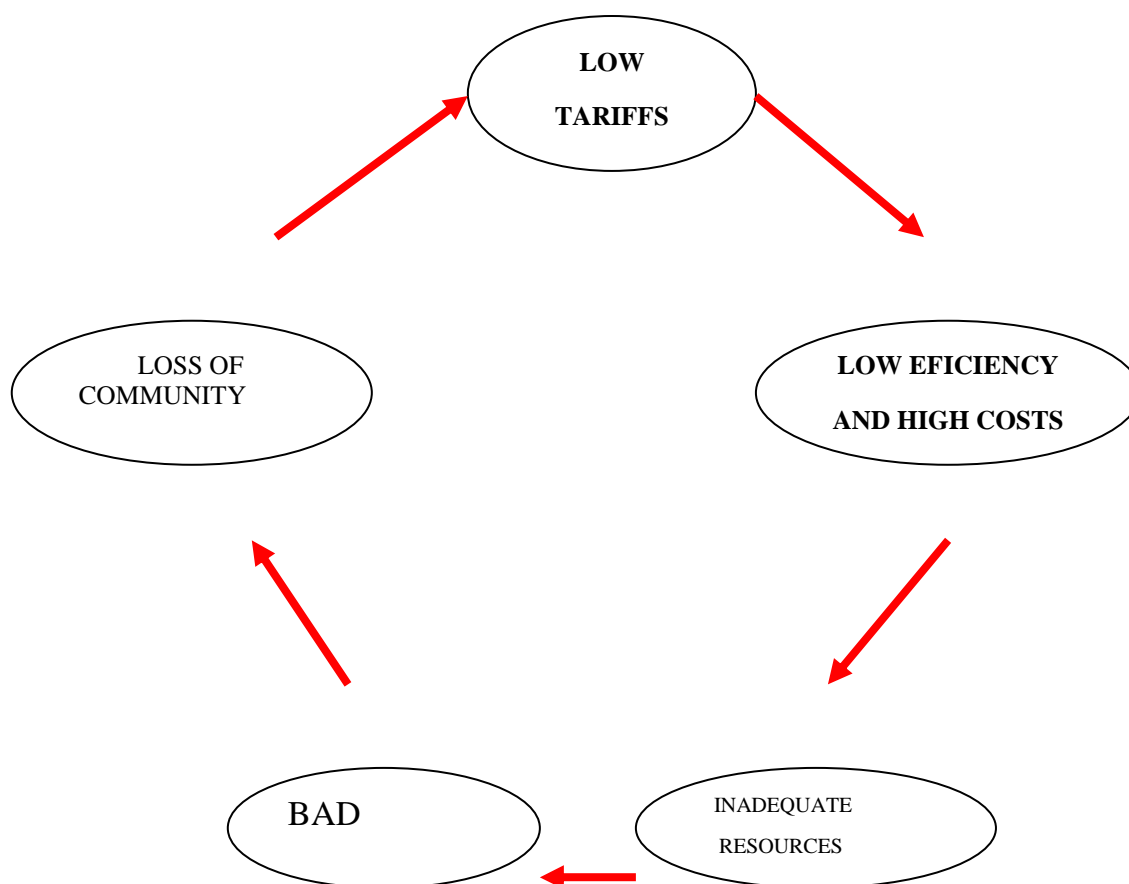 LOW
TARIFFS
LOSS OF
COMMUNITY
LOW EFICIENCY
AND HIGH COSTS
BAD
INADEQUATE
RESOURCES